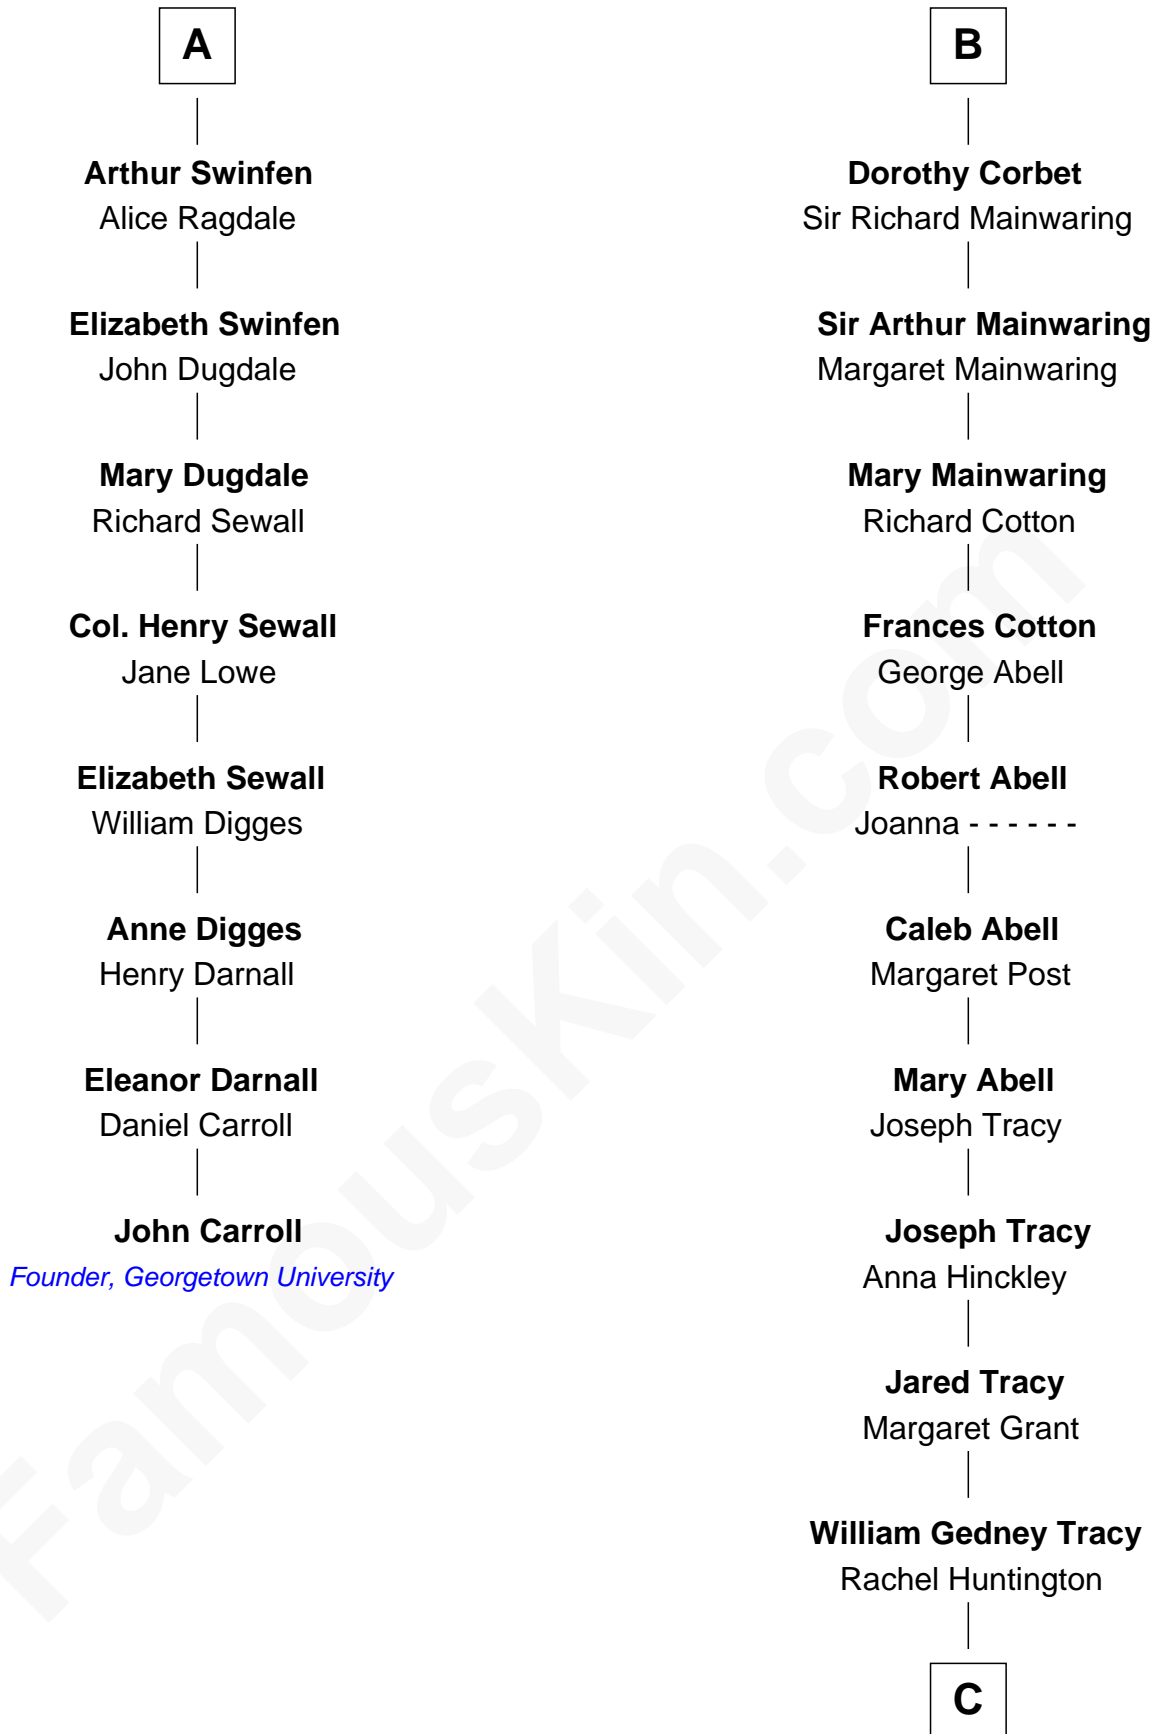 A
Arthur Swinfen
Alice Ragdale
Elizabeth Swinfen
John Dugdale
Mary Dugdale
Richard Sewall
Col. Henry Sewall
Jane Lowe
Elizabeth Sewall
William Digges
Anne Digges
Henry Darnall
Eleanor Darnall
Daniel Carroll
John Carroll
Founder, Georgetown University
B
Dorothy Corbet
Sir Richard Mainwaring
Sir Arthur Mainwaring
Margaret Mainwaring
Mary Mainwaring
Richard Cotton
Frances Cotton
George Abell
Robert Abell
Joanna - - - - - -
Caleb Abell
Margaret Post
Mary Abell
Joseph Tracy
Joseph Tracy
Anna Hinckley
Jared Tracy
Margaret Grant
William Gedney Tracy
Rachel Huntington
C
FamousKin.com